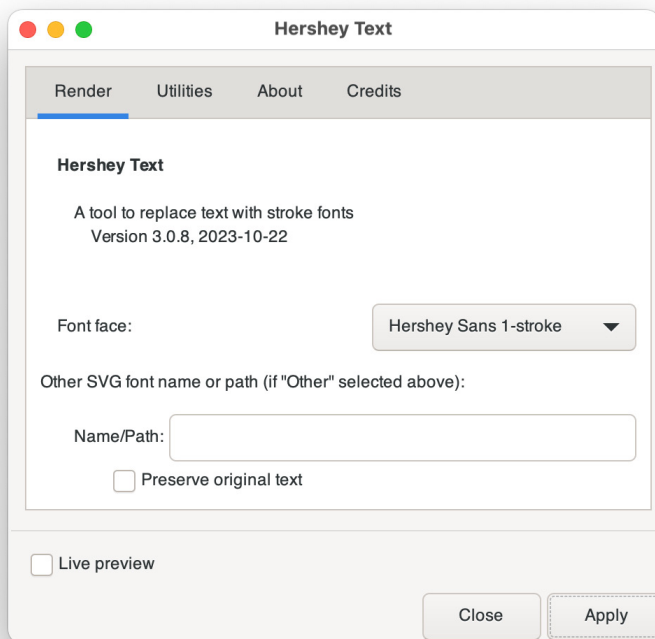 Hershey Text
Render Utilities About Credits
Hershey Text
A tool to replace text with stroke fonts
Version 3.0.8, 2023-10-22
Font face: Hershey Sans 1-stroke
Other SVG font name or path (if "Other" selected above):
Name/Path:
Preserve original text
Live preview
Close Apply